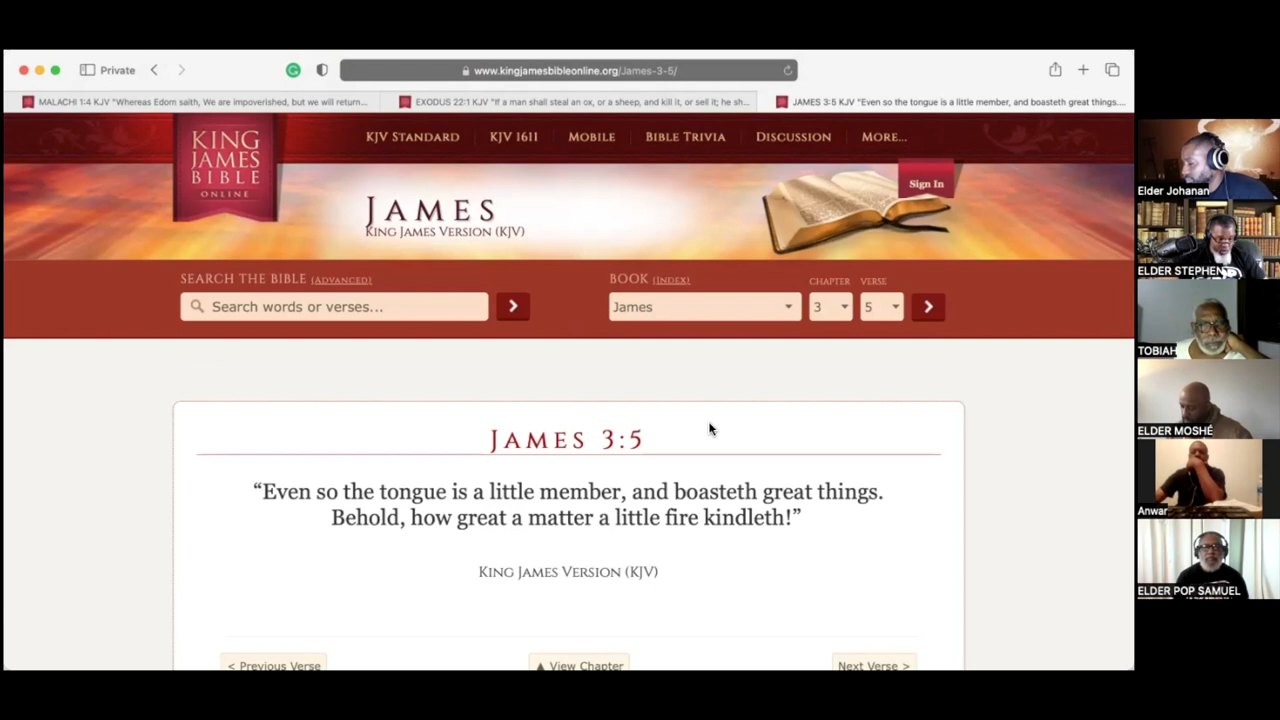 Private
www.kingjamesbibleonline.org/James-3-5/
MALACHI 1:4 KJV "Whereas Edom saith, We are impoverished, but we will return...
EXODUS 22:1 KJV "If a man shall steal an ox, or a sheep, and kill it, or sell it; he sh...
JAMES 3:5 KJV "Even so the tongue is a little member, and boasteth great things....
KING
JAMES
BIBLE
ONLINE
KJV STANDARD
KJV 1611
MOBILE
BIBLE TRIVIA
DISCUSSION
MORE...
Sign In
JAMES
KING JAMES VERSION (KJV)
SEARCH THE BIBLE (ADVANCED)
Search words or verses...
BOOK (INDEX)
James
CHAPTER
3
VERSE
5
JAMES 3:5
“Even so the tongue is a little member, and boasteth great things.
Behold, how great a matter a little fire kindleth!”
KING JAMES VERSION (KJV)
< Previous Verse
▲ View Chapter
Next Verse >
Elder Johanan
ELDER STEPHEN
TOBIAH
ELDER MOSHÉ
Anwar
ELDER POP SAMUEL